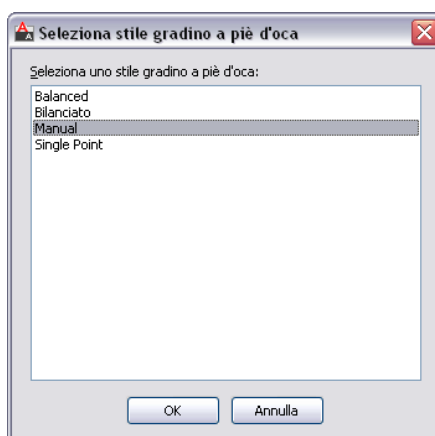 Seleziona stile gradino a piè d'oca
Seleziona uno stile gradino a piè d'oca:
Balanced
Bilanciato
Manual
Single Point
OK
Annulla